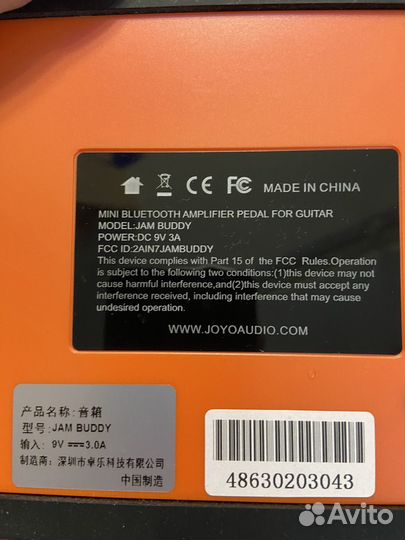 CE FC MADE IN CHINA
MINI BLUETOOTH AMPLIFIER PEDAL FOR GUITAR
MODEL:JAM BUDDY
POWER:DC 9V 3A
FCC ID:2AIN7JAMBUDDY
This device complies with Part 15 of the FCC Rules.Operation
is subject to the following two conditions:(1)this device may not
cause harmful interference,and(2)this device must accept any
interference received, including interference that may cause
undesired operation.
WWW.JOYOAUDIO.COM
产品名称:音箱
型号: JAM BUDDY
输入: 9V 3.0A
制造商: 深圳市卓乐科技有限公司
中国制造
48630203043
Avito